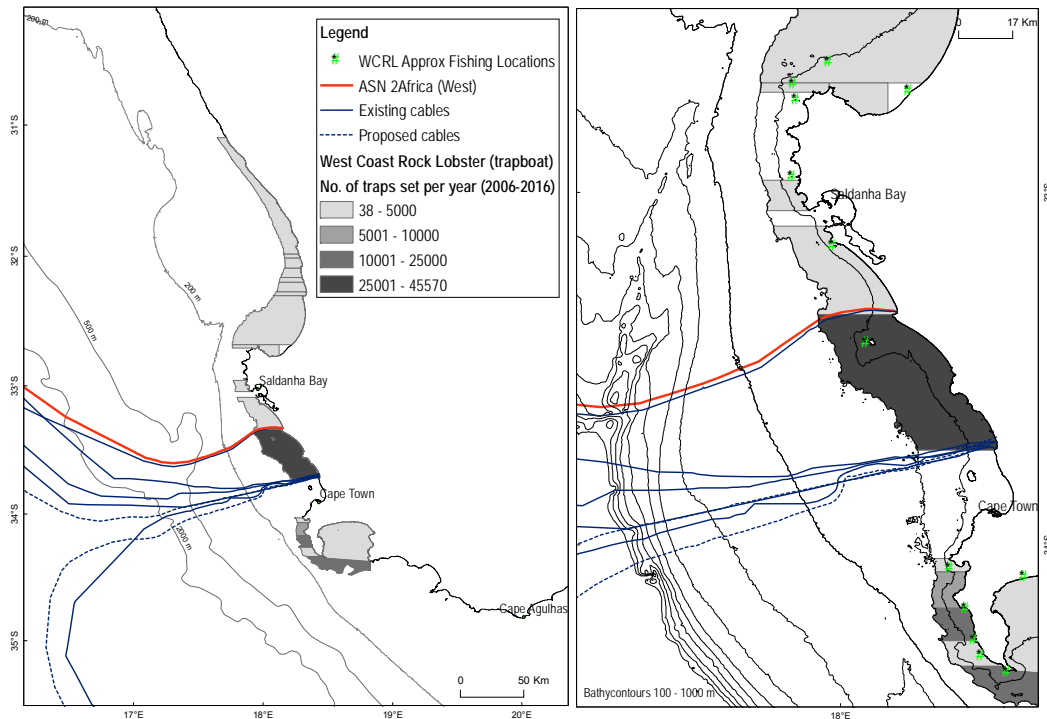 200 m
31°S
32°S
33°S
34°S
35°S
200 m
500 m
2000 m
Saldanha Bay
Cape Town
Cape Agulhas
0 50 Km
17°E 18°E 19°E 20°E
Legend
# WCRL Approx Fishing Locations
ASN 2Africa (West)
Existing cables
Proposed cables
West Coast Rock Lobster (trapboat)
No. of traps set per year (2006-2016)
38 - 5000
5001 - 10000
10001 - 25000
25001 - 45570
0 17 Km
Saldanha Bay
33°S
Cape Town
34°S
Bathycontours 100 - 1000 m
18°E